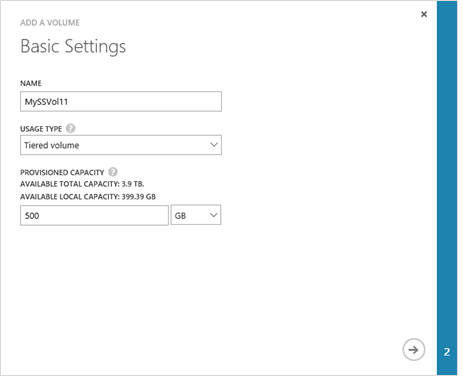 ADD A VOLUME
Basic Settings
NAME
MySSVol11
USAGE TYPE ?
Tiered volume
PROVISIONED CAPACITY ?
AVAILABLE TOTAL CAPACITY: 3.9 TB.
AVAILABLE LOCAL CAPACITY: 399.39 GB
500 GB
2